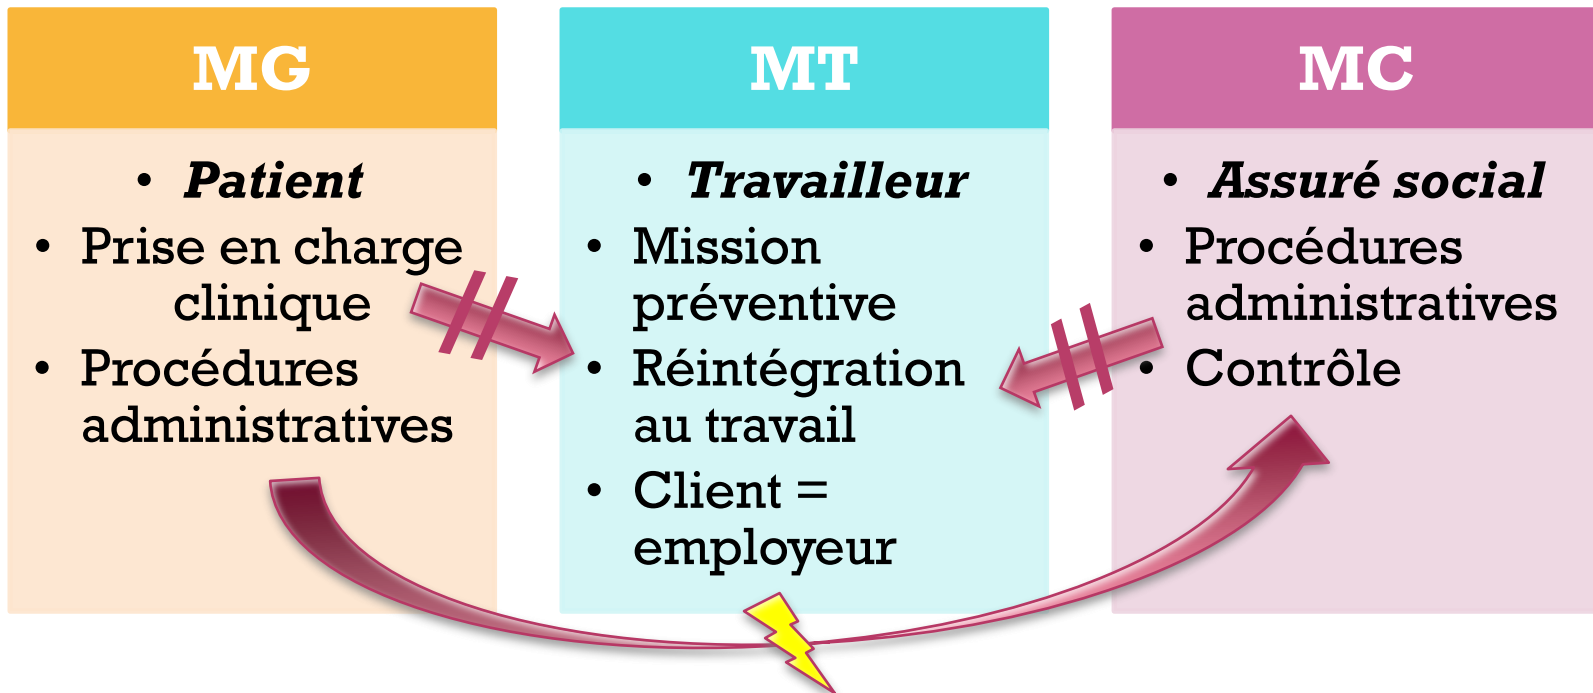 MG
• Patient
• Prise en charge
clinique
• Procédures
administratives
MT
• Travailleur
• Mission
préventive
• Réintégration
au travail
• Client =
employeur
MC
• Assuré social
• Procédures
administratives
• Contrôle